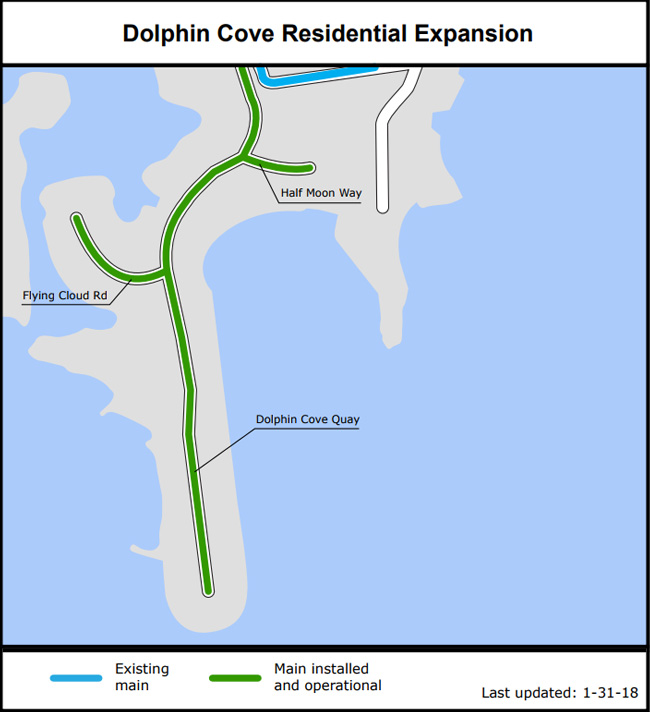 Dolphin Cove Residential Expansion
Half Moon Way
Flying Cloud Rd
Dolphin Cove Quay
Existing
main
Main installed
and operational
Last updated: 1-31-18